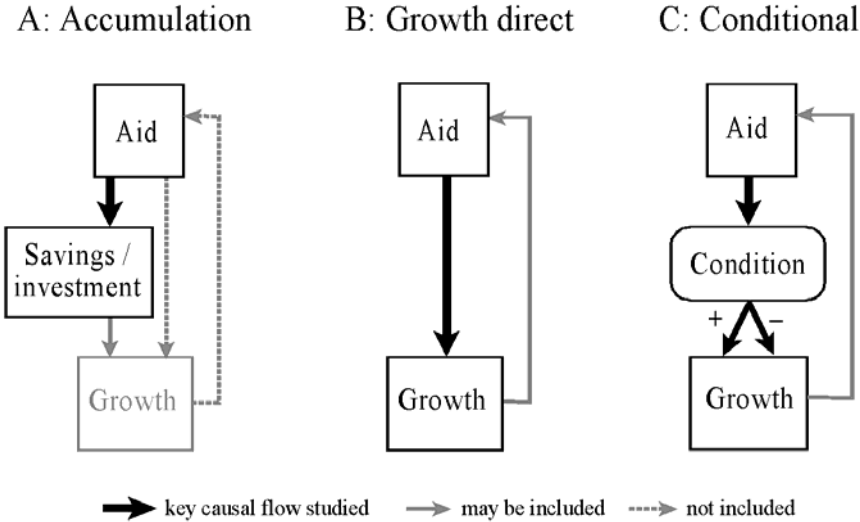 A: Accumulation
B: Growth direct
C: Conditional
Aid
Aid
Aid
Savings /
investment
Condition
+
–
Growth
Growth
Growth
key causal flow studied
may be included
not included